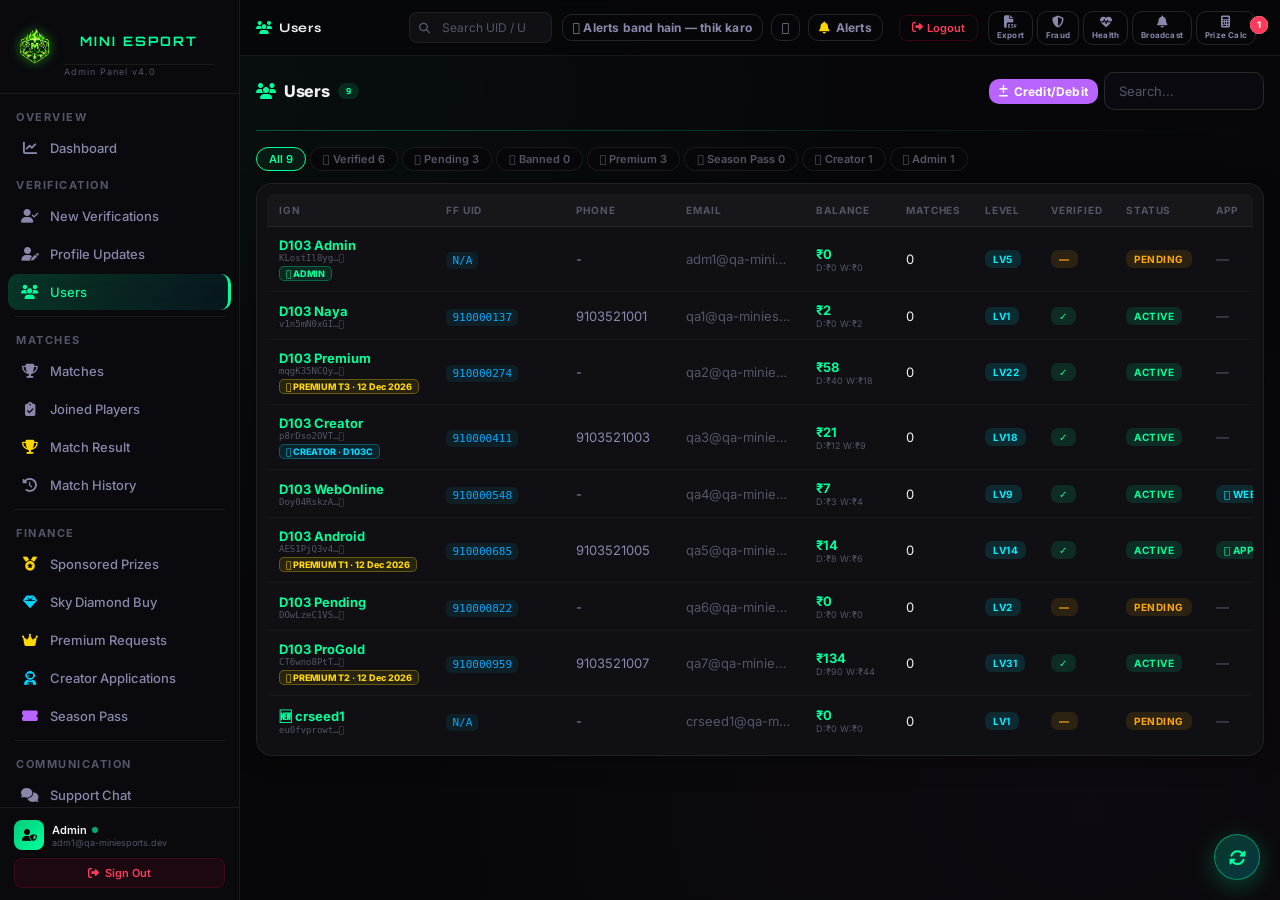 MINI ESPORT
Admin Panel v4.0
OVERVIEW
Dashboard
VERIFICATION
New Verifications
Profile Updates
Users
MATCHES
Matches
Joined Players
Match Result
Match History
FINANCE
Sponsored Prizes
Sky Diamond Buy
Premium Requests
Creator Applications
Season Pass
COMMUNICATION
Support Chat
Admin
adm1@qa-miniesports.dev
Sign Out
Users
Search UID / U
Alerts band hain — thik karo
Alerts
Logout
Export
Fraud
Health
Broadcast
Prize Calc
1
Users 9
Credit/Debit
Search...
All 9
Verified 6
Pending 3
Banned 0
Premium 3
Season Pass 0
Creator 1
Admin 1
IGN FF UID PHONE EMAIL BALANCE MATCHES LEVEL VERIFIED STATUS APP
D103 Admin N/A - adm1@qa-mini... ₹0 0 LV5 — PENDING —
KLostIl8yg… D:₹0 W:₹0
ADMIN
D103 Naya 910000137 9103521001 qa1@qa-minies... ₹2 0 LV1 ✓ ACTIVE —
v1n5mN0xGI… D:₹0 W:₹2
D103 Premium 910000274 - qa2@qa-minie... ₹58 0 LV22 ✓ ACTIVE —
mqgK35NCQy… D:₹40 W:₹18
PREMIUM T3 · 12 Dec 2026
D103 Creator 910000411 9103521003 qa3@qa-minie... ₹21 0 LV18 ✓ ACTIVE —
p8rDso2OVT… D:₹12 W:₹9
CREATOR · D103C
D103 WebOnline 910000548 - qa4@qa-minie... ₹7 0 LV9 ✓ ACTIVE WEB
Doy04RskzA… D:₹3 W:₹4
D103 Android 910000685 9103521005 qa5@qa-minie... ₹14 0 LV14 ✓ ACTIVE APP
AES1PjQ3v4… D:₹8 W:₹6
PREMIUM T1 · 12 Dec 2026
D103 Pending 910000822 - qa6@qa-minie... ₹0 0 LV2 — PENDING —
DOwLzeC1VS… D:₹0 W:₹0
D103 ProGold 910000959 9103521007 qa7@qa-minie... ₹134 0 LV31 ✓ ACTIVE —
CT6wno8PtT… D:₹90 W:₹44
PREMIUM T2 · 12 Dec 2026
🆕 crseed1 N/A - crseed1@qa-m... ₹0 0 LV1 — PENDING —
eu0fvprowt… D:₹0 W:₹0